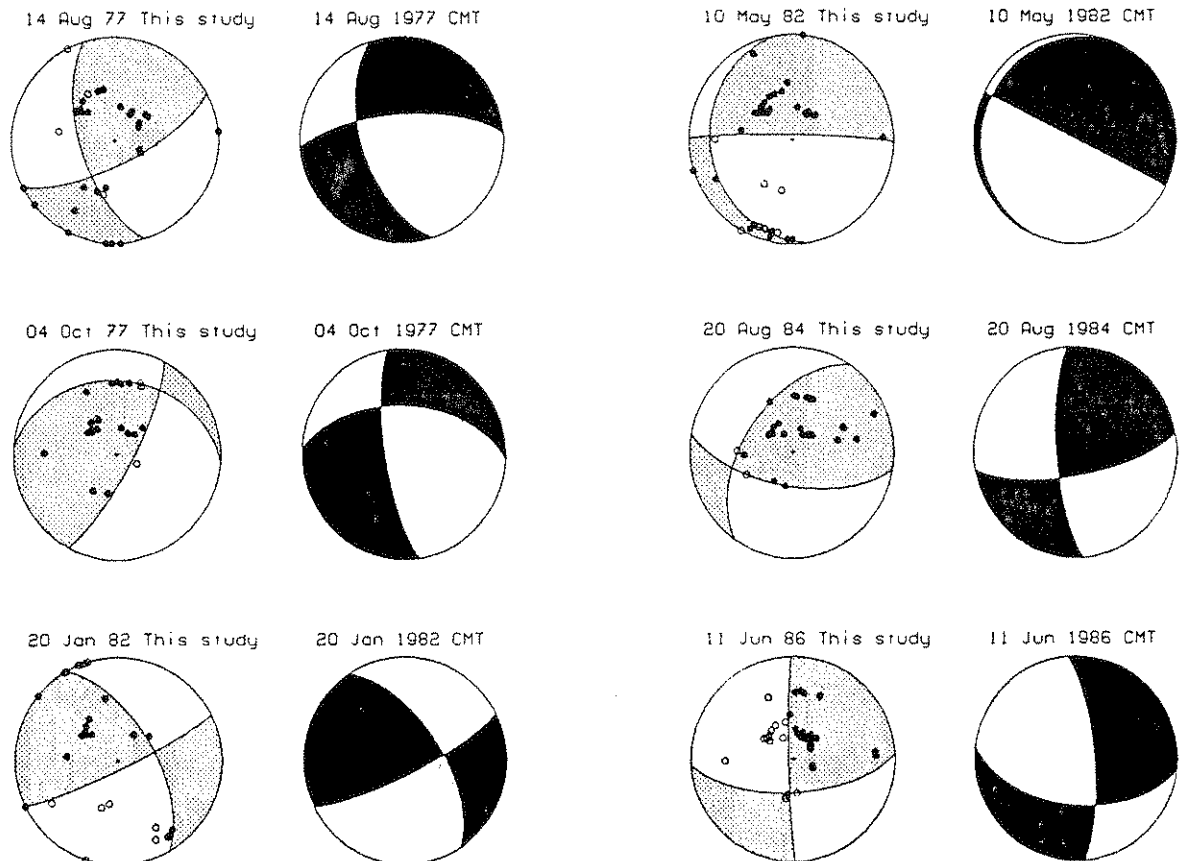 14 Aug 77 This study
14 Aug 1977 CMT
10 May 82 This study
10 May 1982 CMT
04 Oct 77 This study
04 Oct 1977 CMT
20 Aug 84 This study
20 Aug 1984 CMT
20 Jan 82 This study
20 Jan 1982 CMT
11 Jun 86 This study
11 Jun 1986 CMT